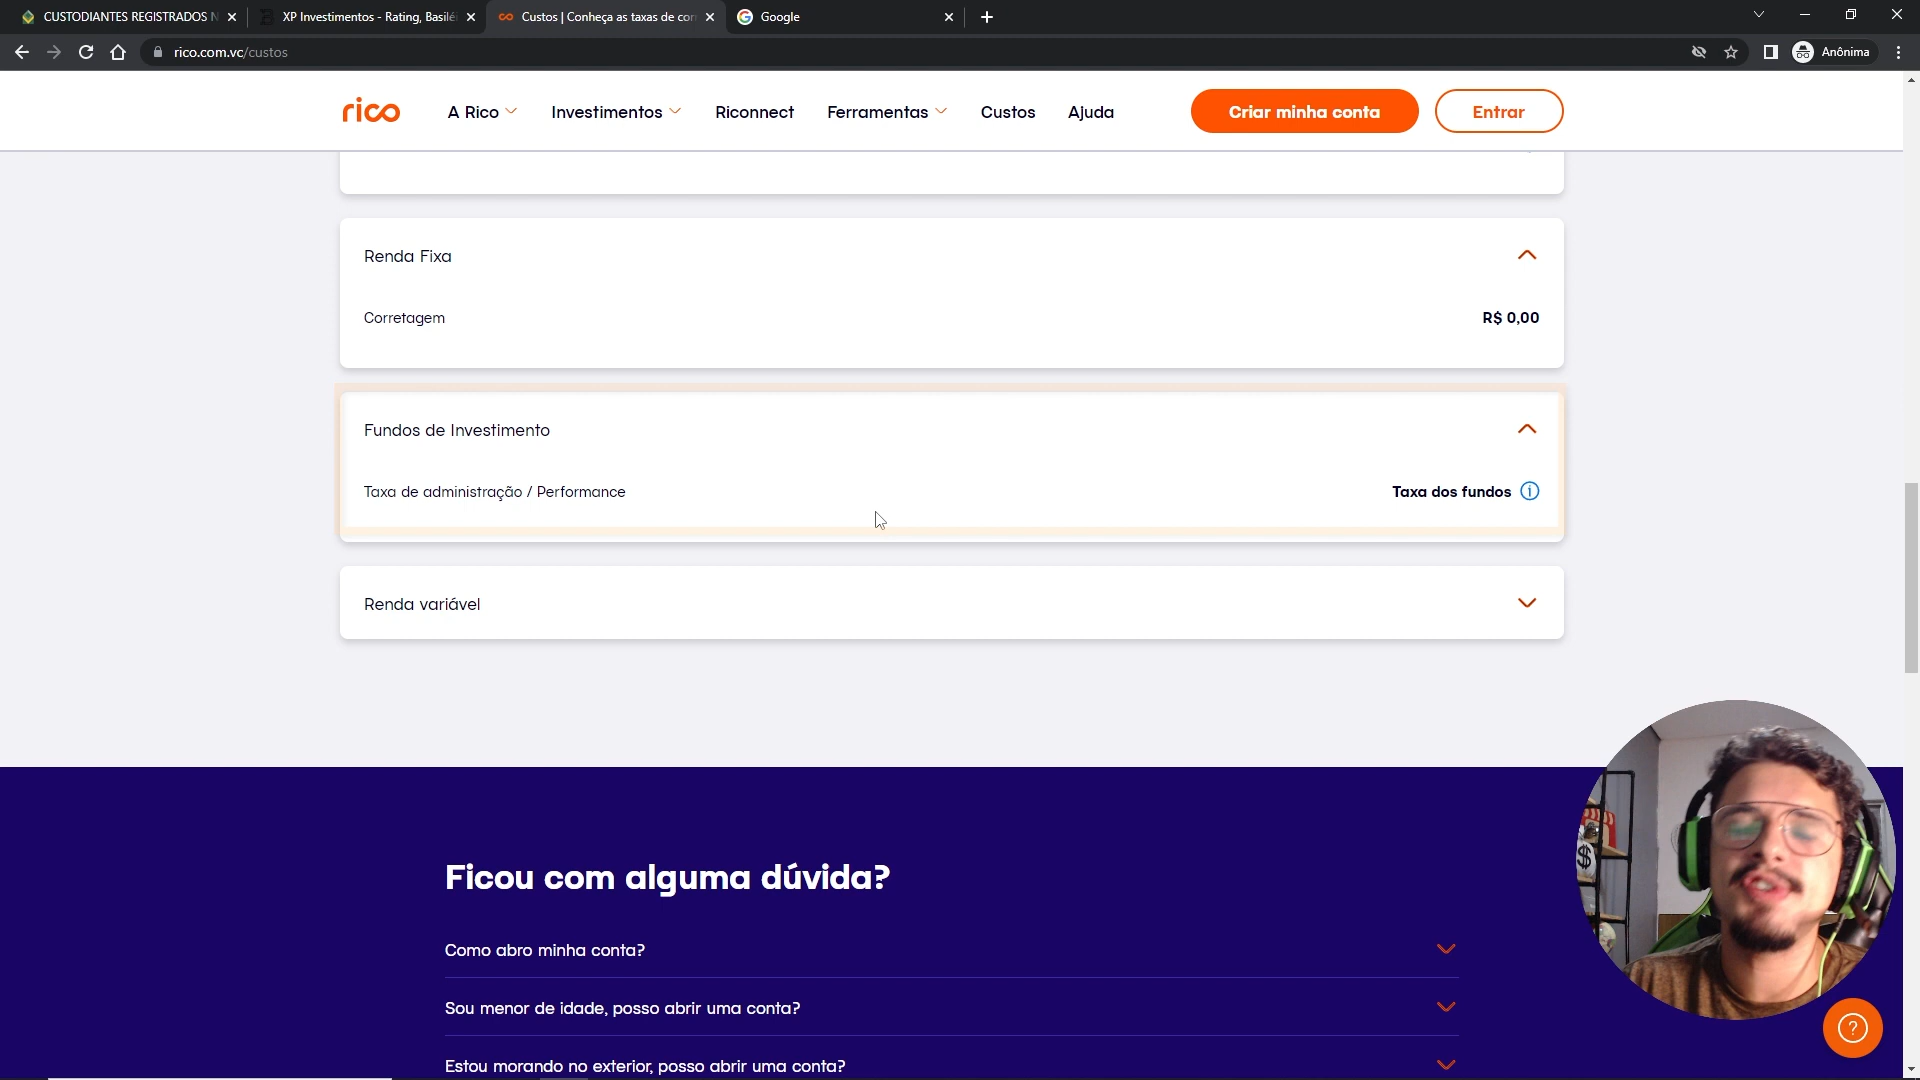 CUSTODIANTES REGISTRADOS N
XP Investimentos - Rating, Basiléi
Custos | Conheça as taxas de cor
Google
rico.com.vc/custos
Anônima
rico
A Rico
Investimentos
Riconnect
Ferramentas
Custos
Ajuda
Criar minha conta
Entrar
Renda Fixa
Corretagem
R$ 0,00
Fundos de Investimento
Taxa de administração / Performance
Taxa dos fundos
Renda variável
Ficou com alguma dúvida?
Como abro minha conta?
Sou menor de idade, posso abrir uma conta?
Estou morando no exterior, posso abrir uma conta?
$
?